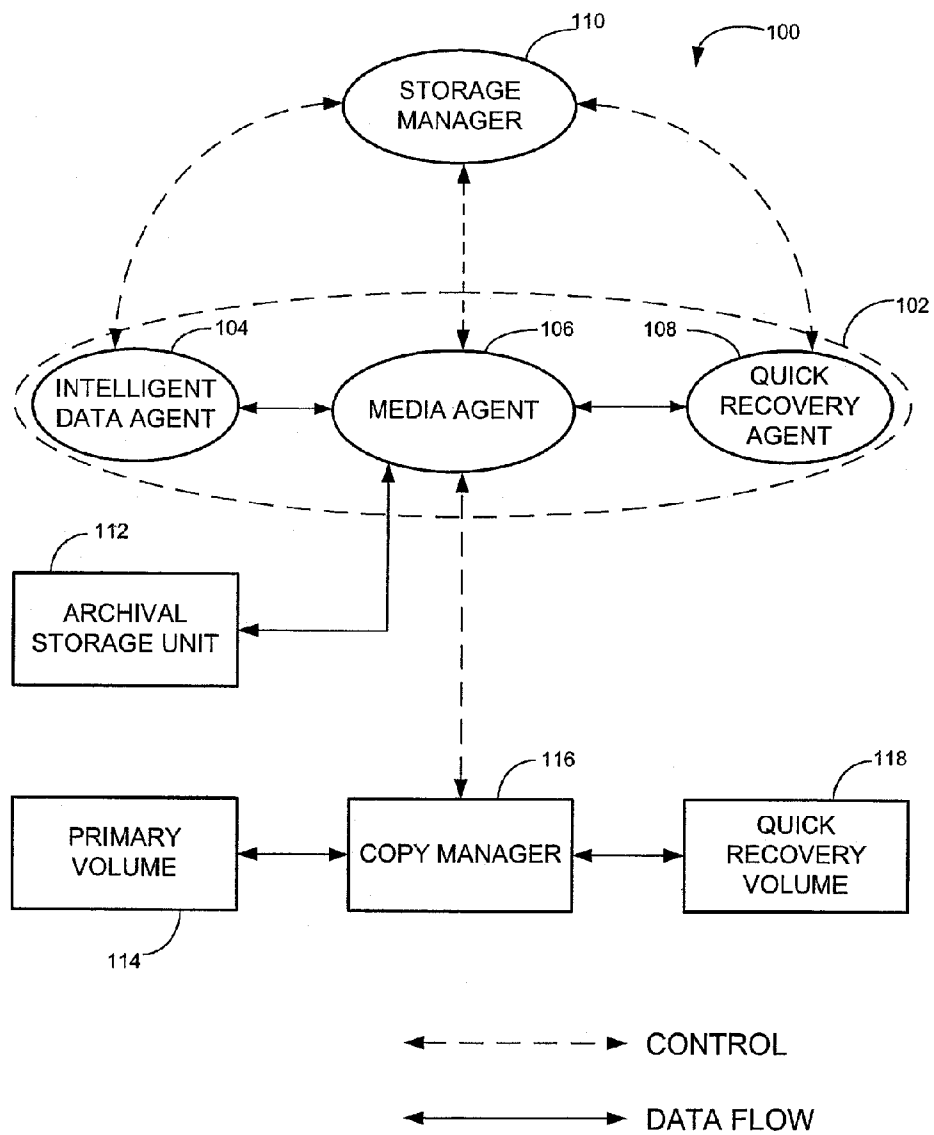 110
100
STORAGE
MANAGER
104
106
108
102
INTELLIGENT
DATA AGENT
MEDIA AGENT
QUICK
RECOVERY
AGENT
112
ARCHIVAL
STORAGE UNIT
116
118
PRIMARY
VOLUME
COPY MANAGER
QUICK
RECOVERY
VOLUME
114
CONTROL
DATA FLOW